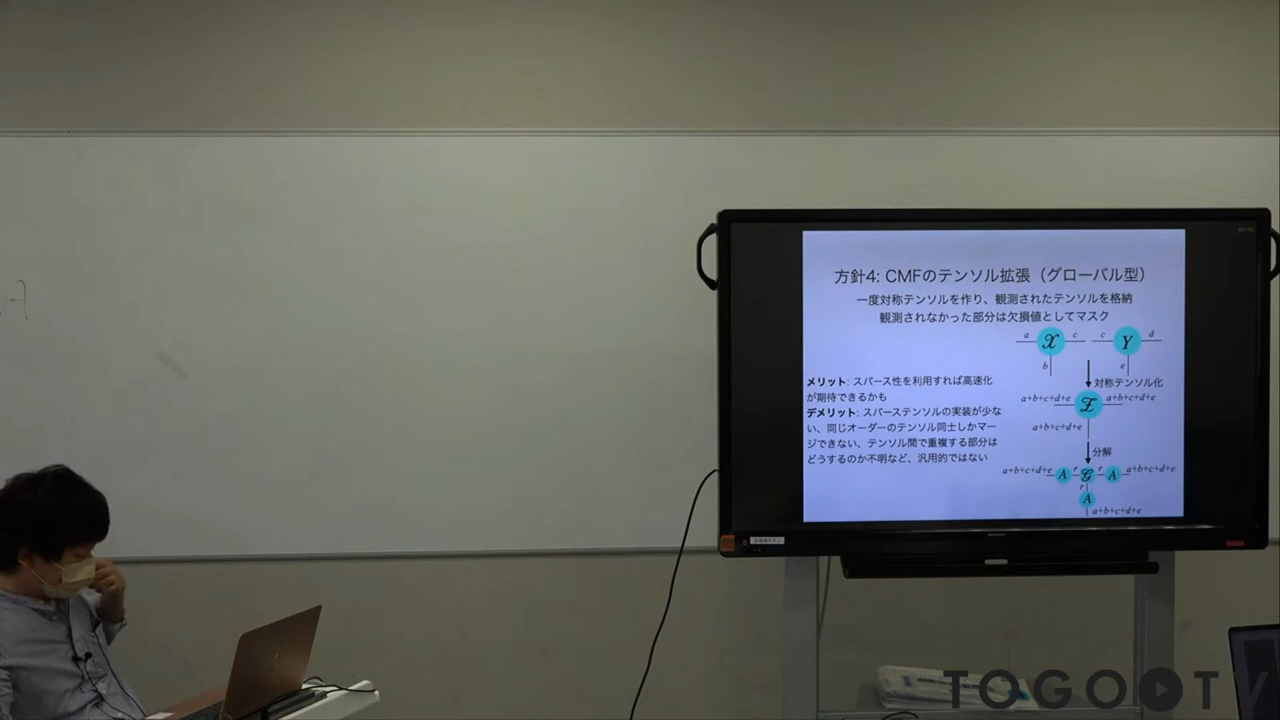 A
方針4: CMFのテンソル拡張（グローバル型）
一度対称テンソルを作り、観測されたテンソルを格納
観測されなかった部分は欠損値としてマスク
a 𝒳 c c Y d
b e
メリット: スパース性を利用すれば高速化
が期待できるかも
デメリット: スパーステンソルの実装が少な
い、同じオーダーのテンソル同士しかマー
ジできない、テンソル間で重複する部分は
どうするのか不明など、汎用的ではない
対称テンソル化
a+b+c+d+e 𝒵 a+b+c+d+e
a+b+c+d+e
分解
a+b+c+d+e A r 𝒢 r A a+b+c+d+e
r
A
a+b+c+d+e
TOGO TV